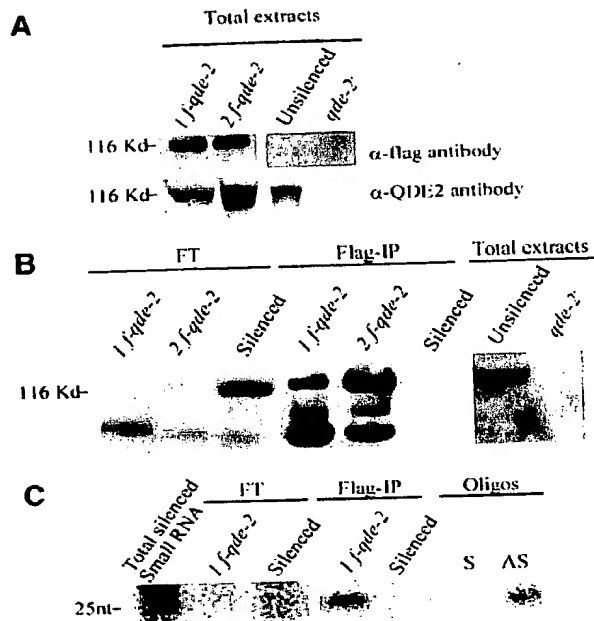 A
Total extracts
1 f-qde-2
2 f-qde-2
Unsilenced
qde-2-
116 Kd-
α-flag antibody
116 Kd-
α-QDE2 antibody
B
FT
Flag-IP
Total extracts
1 f-qde-2
2 f-qde-2
Silenced
1 f-qde-2
2 f-qde-2
Silenced
Unsilenced
qde-2-
116 Kd-
C
Total silenced
Small RNA
FT
Flag-IP
Oligos
1 f-qde-2
Silenced
1 f-qde-2
Silenced
S
AS
25nt-